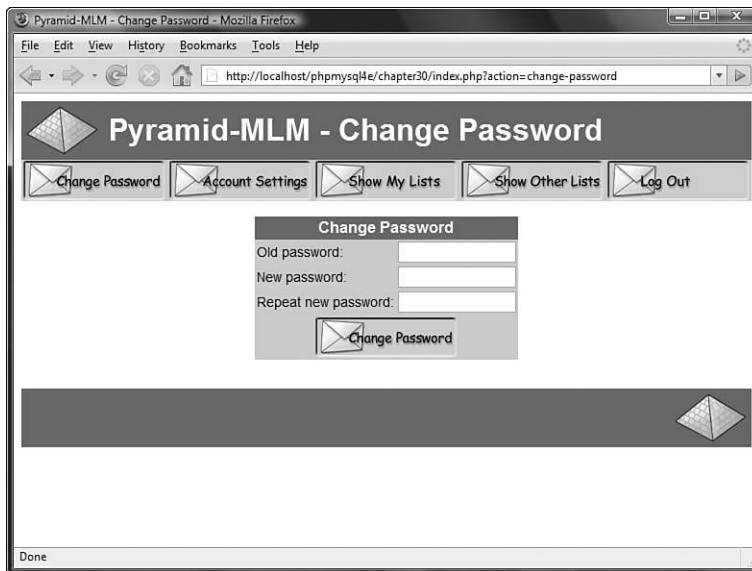 Pyramid-MLM - Change Password - Mozilla Firefox
File Edit View History Bookmarks Tools Help
http://localhost/phpmysql4e/chapter30/index.php?action=change-password
Pyramid-MLM - Change Password
Change Password Account Settings Show My Lists Show Other Lists Log Out
Change Password
Old password:
New password:
Repeat new password:
Change Password
Done